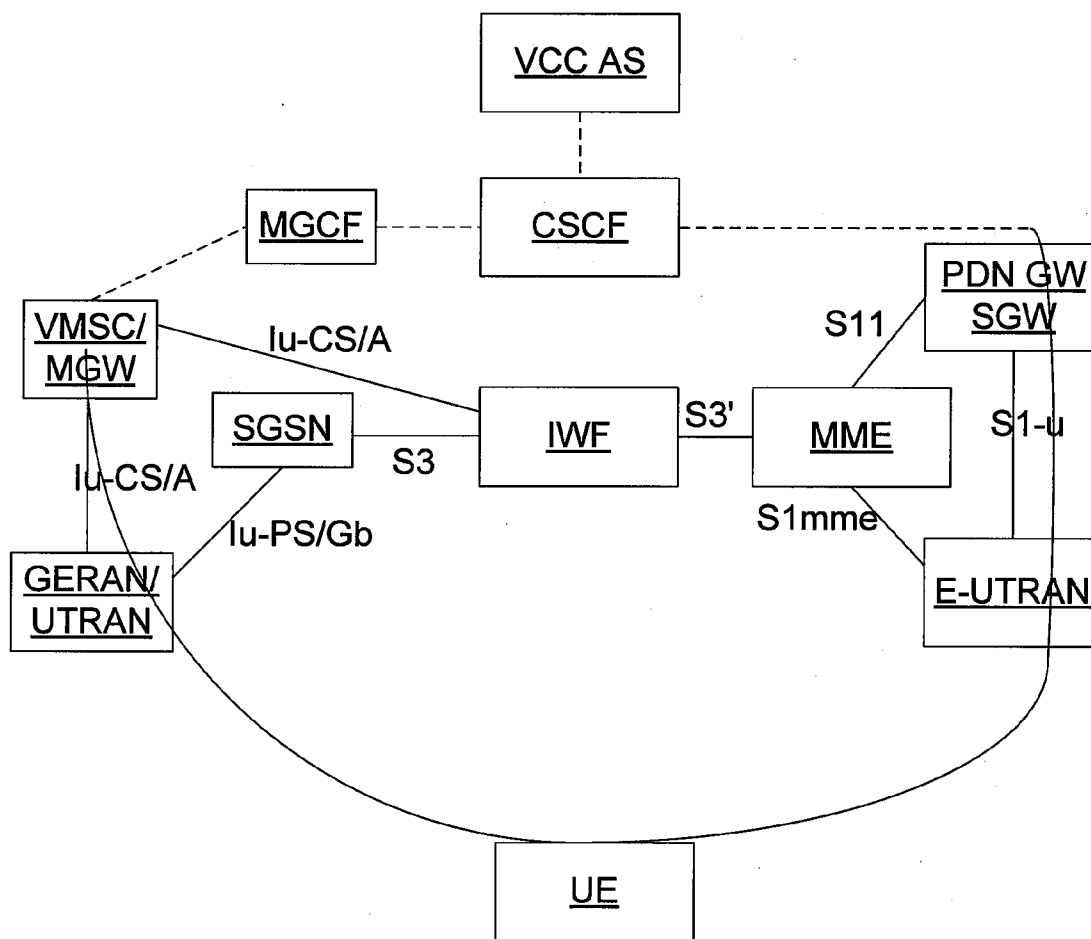 VCC AS
MGCF
CSCF
PDN GW
SGW
VMSC/
MGW
Iu-CS/A
S11
SGSN
S3
IWF
S3'
MME
S1-u
Iu-CS/A
Iu-PS/Gb
S1mme
GERAN/
UTRAN
E-UTRAN
UE